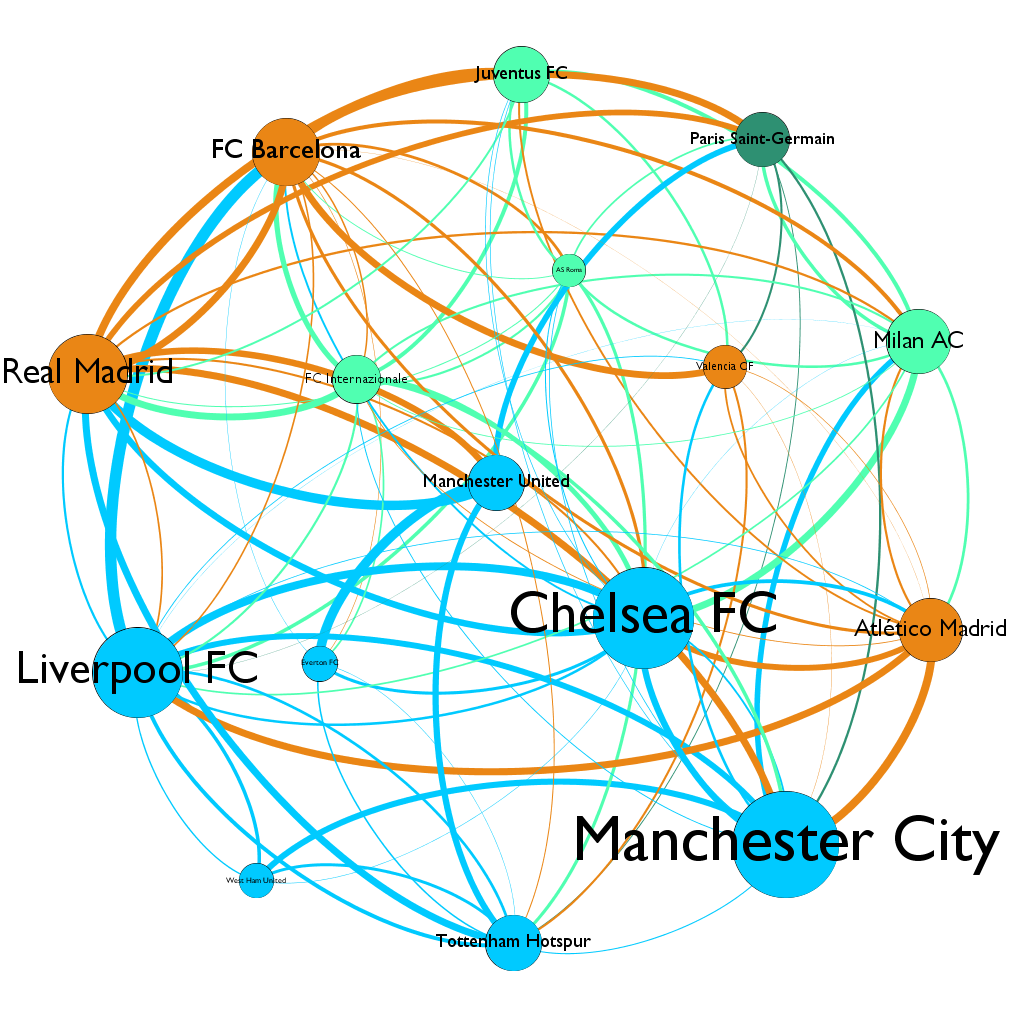 Juventus FC
Paris Saint-Germain
FC Barcelona
AS Roma
Milan AC
Valencia CF
Real Madrid
FC Internazionale
Manchester United
Chelsea FC
Atlético Madrid
Everton FC
Liverpool FC
Manchester City
West Ham United
Tottenham Hotspur